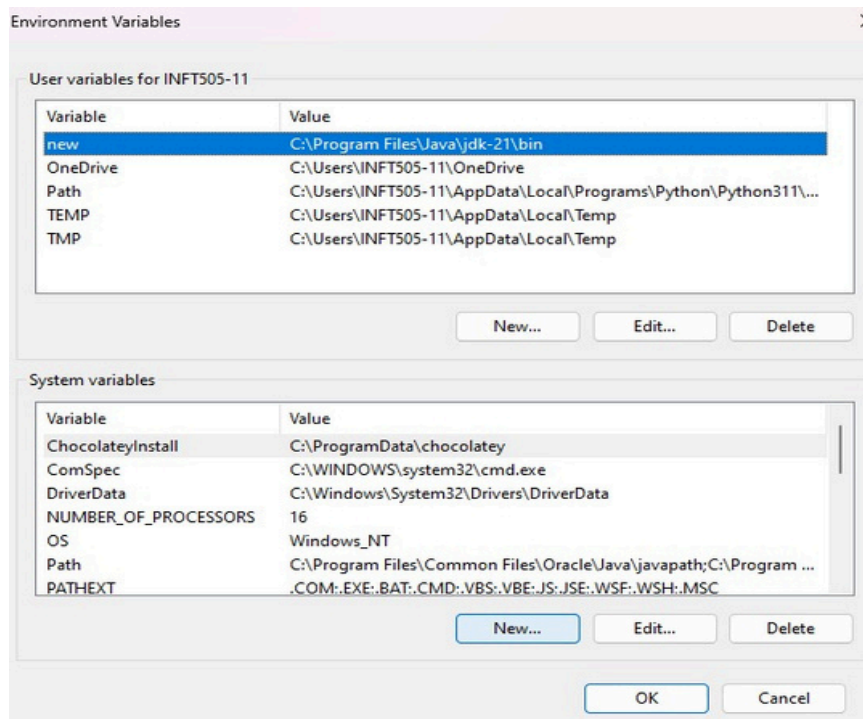 Environment Variables
User variables for INFT505-11
Variable Value
new C:\Program Files\Java\jdk-21\bin
OneDrive C:\Users\INFT505-11\OneDrive
Path C:\Users\INFT505-11\AppData\Local\Programs\Python\Python311\...
TEMP C:\Users\INFT505-11\AppData\Local\Temp
TMP C:\Users\INFT505-11\AppData\Local\Temp
New... Edit... Delete
System variables
Variable Value
ChocolateyInstall C:\ProgramData\chocolatey
ComSpec C:\WINDOWS\system32\cmd.exe
DriverData C:\Windows\System32\Drivers\DriverData
NUMBER_OF_PROCESSORS 16
OS Windows_NT
Path C:\Program Files\Common Files\Oracle\Java\javapath;C:\Program ...
PATHEXT .COM;.EXE;.BAT;.CMD;.VBS;.VBE;.JS;.JSE;.WSF;.WSH;.MSC
New... Edit... Delete
OK Cancel